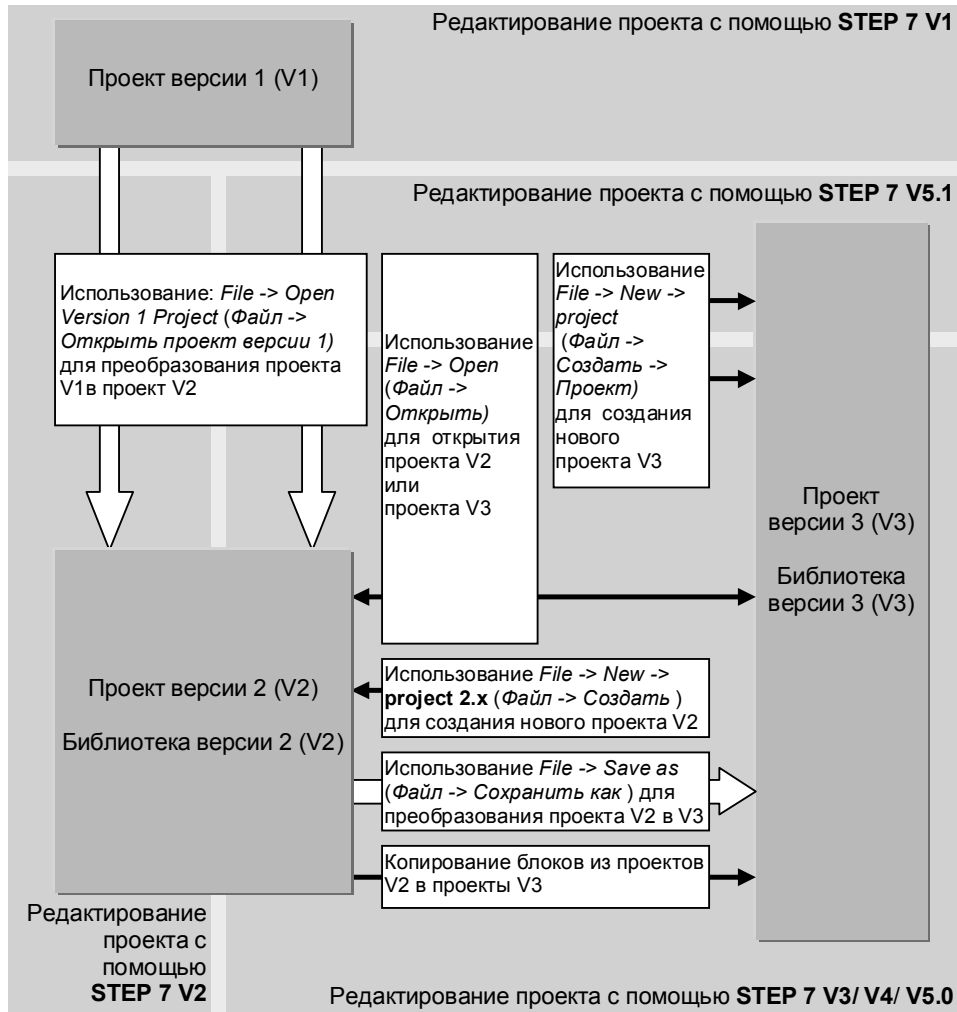 Редактирование проекта с помощью STEP 7 V1
Проект версии 1 (V1)
Редактирование проекта с помощью STEP 7 V5.1
Использование: File -> Open
Version 1 Project (Файл ->
Открыть проект версии 1)
для преобразования проекта
V1в проект V2
Использование
File -> Open
(Файл ->
Открыть)
для открытия
проекта V2
или
проекта V3
Использование
File -> New ->
project
(Файл ->
Создать ->
Проект)
для создания
нового
проекта V3
Проект
версии 3 (V3)
Библиотека
версии 3 (V3)
Проект версии 2 (V2)
Библиотека версии 2 (V2)
Использование File -> New ->
project 2.x (Файл -> Создать )
для создания нового проекта V2
Использование File -> Save as
(Файл -> Сохранить как ) для
преобразования проекта V2 в V3
Копирование блоков из проектов
V2 в проекты V3
Редактирование
проекта с
помощью
STEP 7 V2
Редактирование проекта с помощью STEP 7 V3/ V4/ V5.0